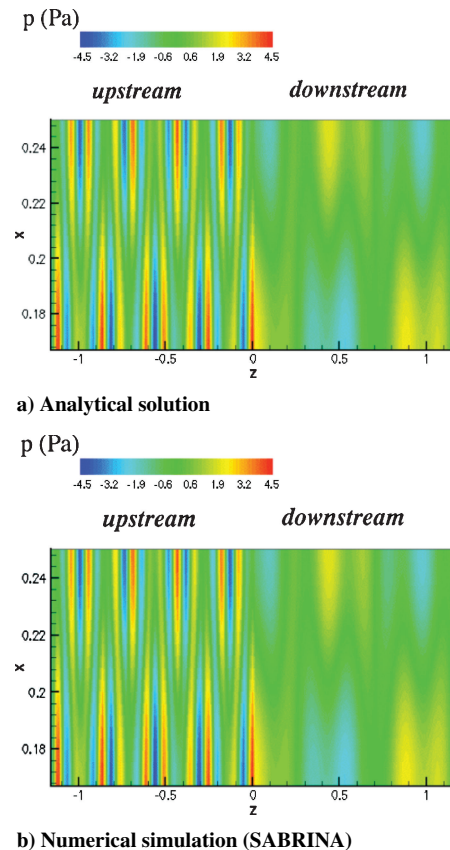 p (Pa)
-4.5 -3.2 -1.9 -0.6 0.6 1.9 3.2 4.5
upstream downstream
0.24
0.22
0.2
0.18
x
-1 -0.5 0 0.5 1
z
a) Analytical solution
p (Pa)
-4.5 -3.2 -1.9 -0.6 0.6 1.9 3.2 4.5
upstream downstream
0.24
0.22
0.2
0.18
x
-1 -0.5 0 0.5 1
z
b) Numerical simulation (SABRINA)